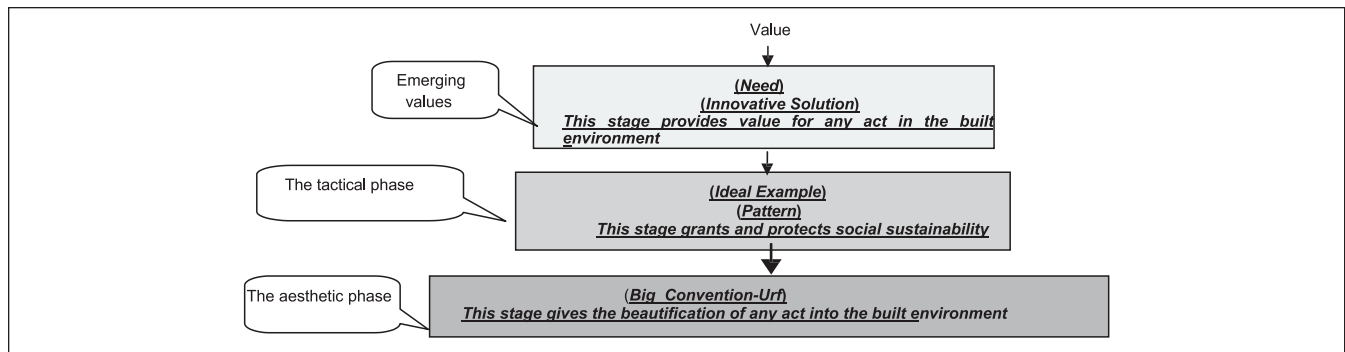 Value
Emerging
values
(Need)
(Innovative Solution)
This stage provides value for any act in the built
environment
The tactical phase
(Ideal Example)
(Pattern)
This stage grants and protects social sustainability
The aesthetic phase
(Big Convention-Urf)
This stage gives the beautification of any act into the built environment